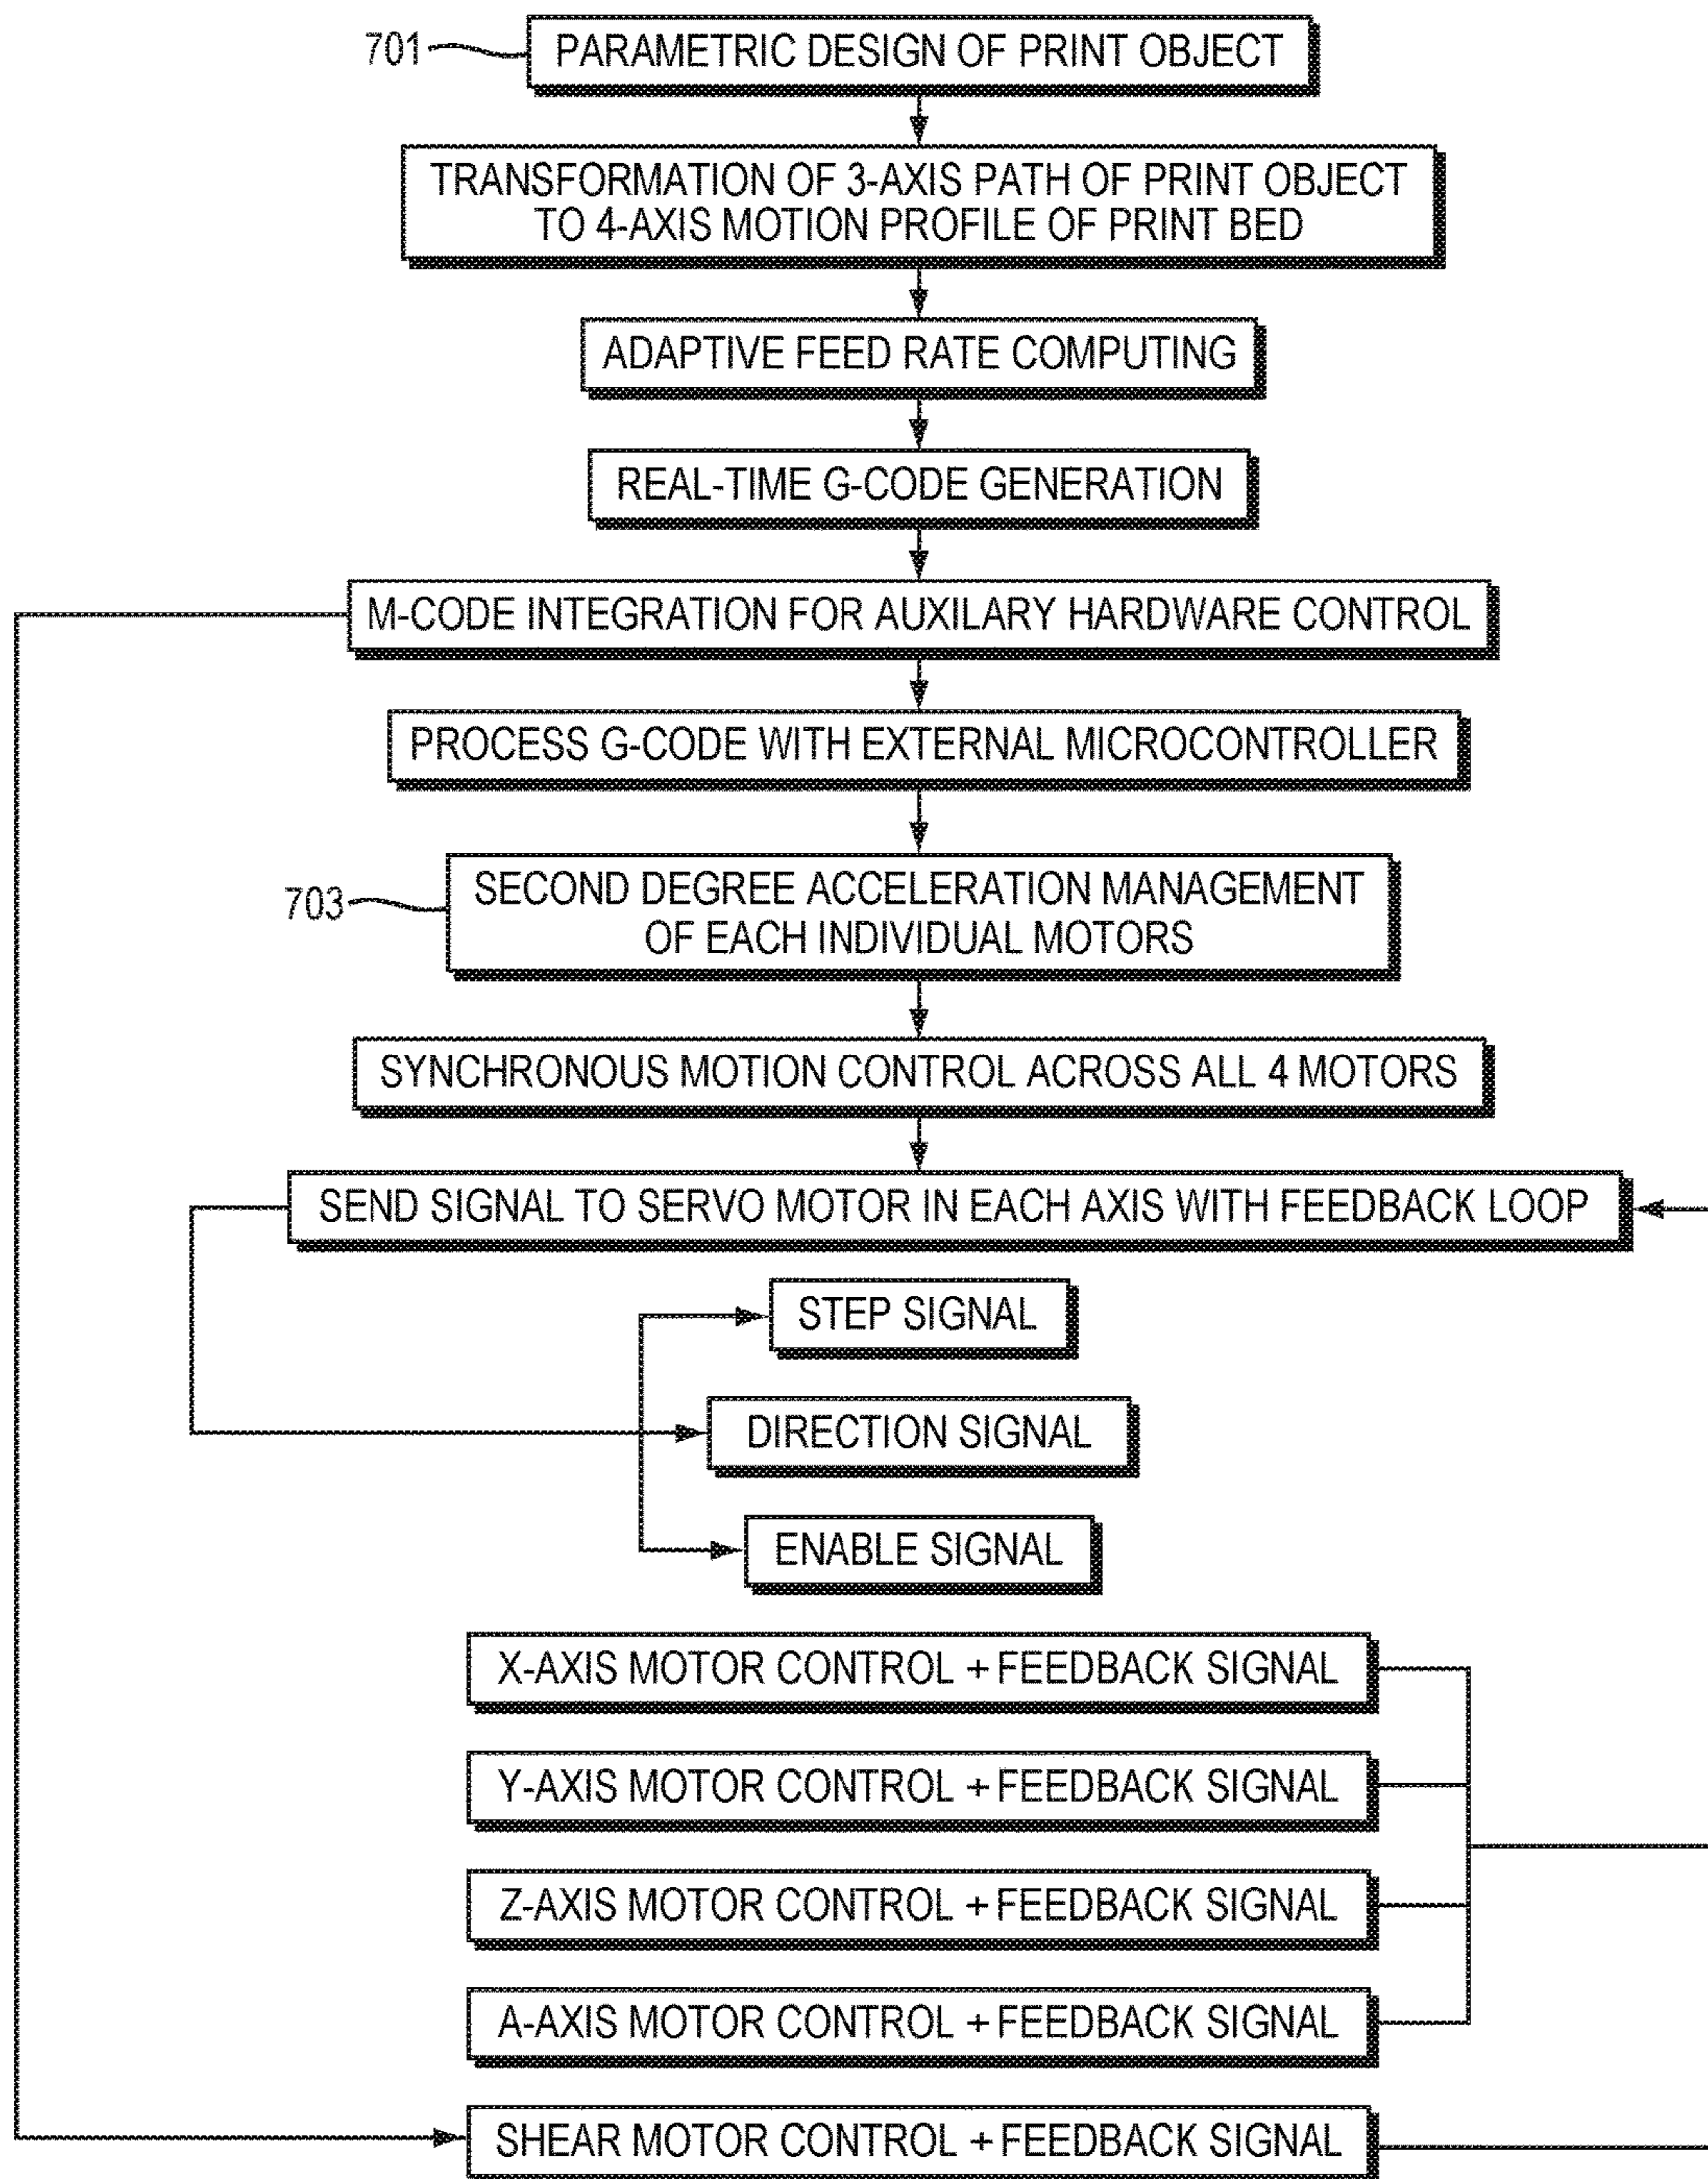 701
PARAMETRIC DESIGN OF PRINT OBJECT
TRANSFORMATION OF 3-AXIS PATH OF PRINT OBJECT
TO 4-AXIS MOTION PROFILE OF PRINT BED
ADAPTIVE FEED RATE COMPUTING
REAL-TIME G-CODE GENERATION
M-CODE INTEGRATION FOR AUXILARY HARDWARE CONTROL
PROCESS G-CODE WITH EXTERNAL MICROCONTROLLER
703
SECOND DEGREE ACCELERATION MANAGEMENT
OF EACH INDIVIDUAL MOTORS
SYNCHRONOUS MOTION CONTROL ACROSS ALL 4 MOTORS
SEND SIGNAL TO SERVO MOTOR IN EACH AXIS WITH FEEDBACK LOOP
STEP SIGNAL
DIRECTION SIGNAL
ENABLE SIGNAL
X-AXIS MOTOR CONTROL + FEEDBACK SIGNAL
Y-AXIS MOTOR CONTROL + FEEDBACK SIGNAL
Z-AXIS MOTOR CONTROL + FEEDBACK SIGNAL
A-AXIS MOTOR CONTROL + FEEDBACK SIGNAL
SHEAR MOTOR CONTROL + FEEDBACK SIGNAL